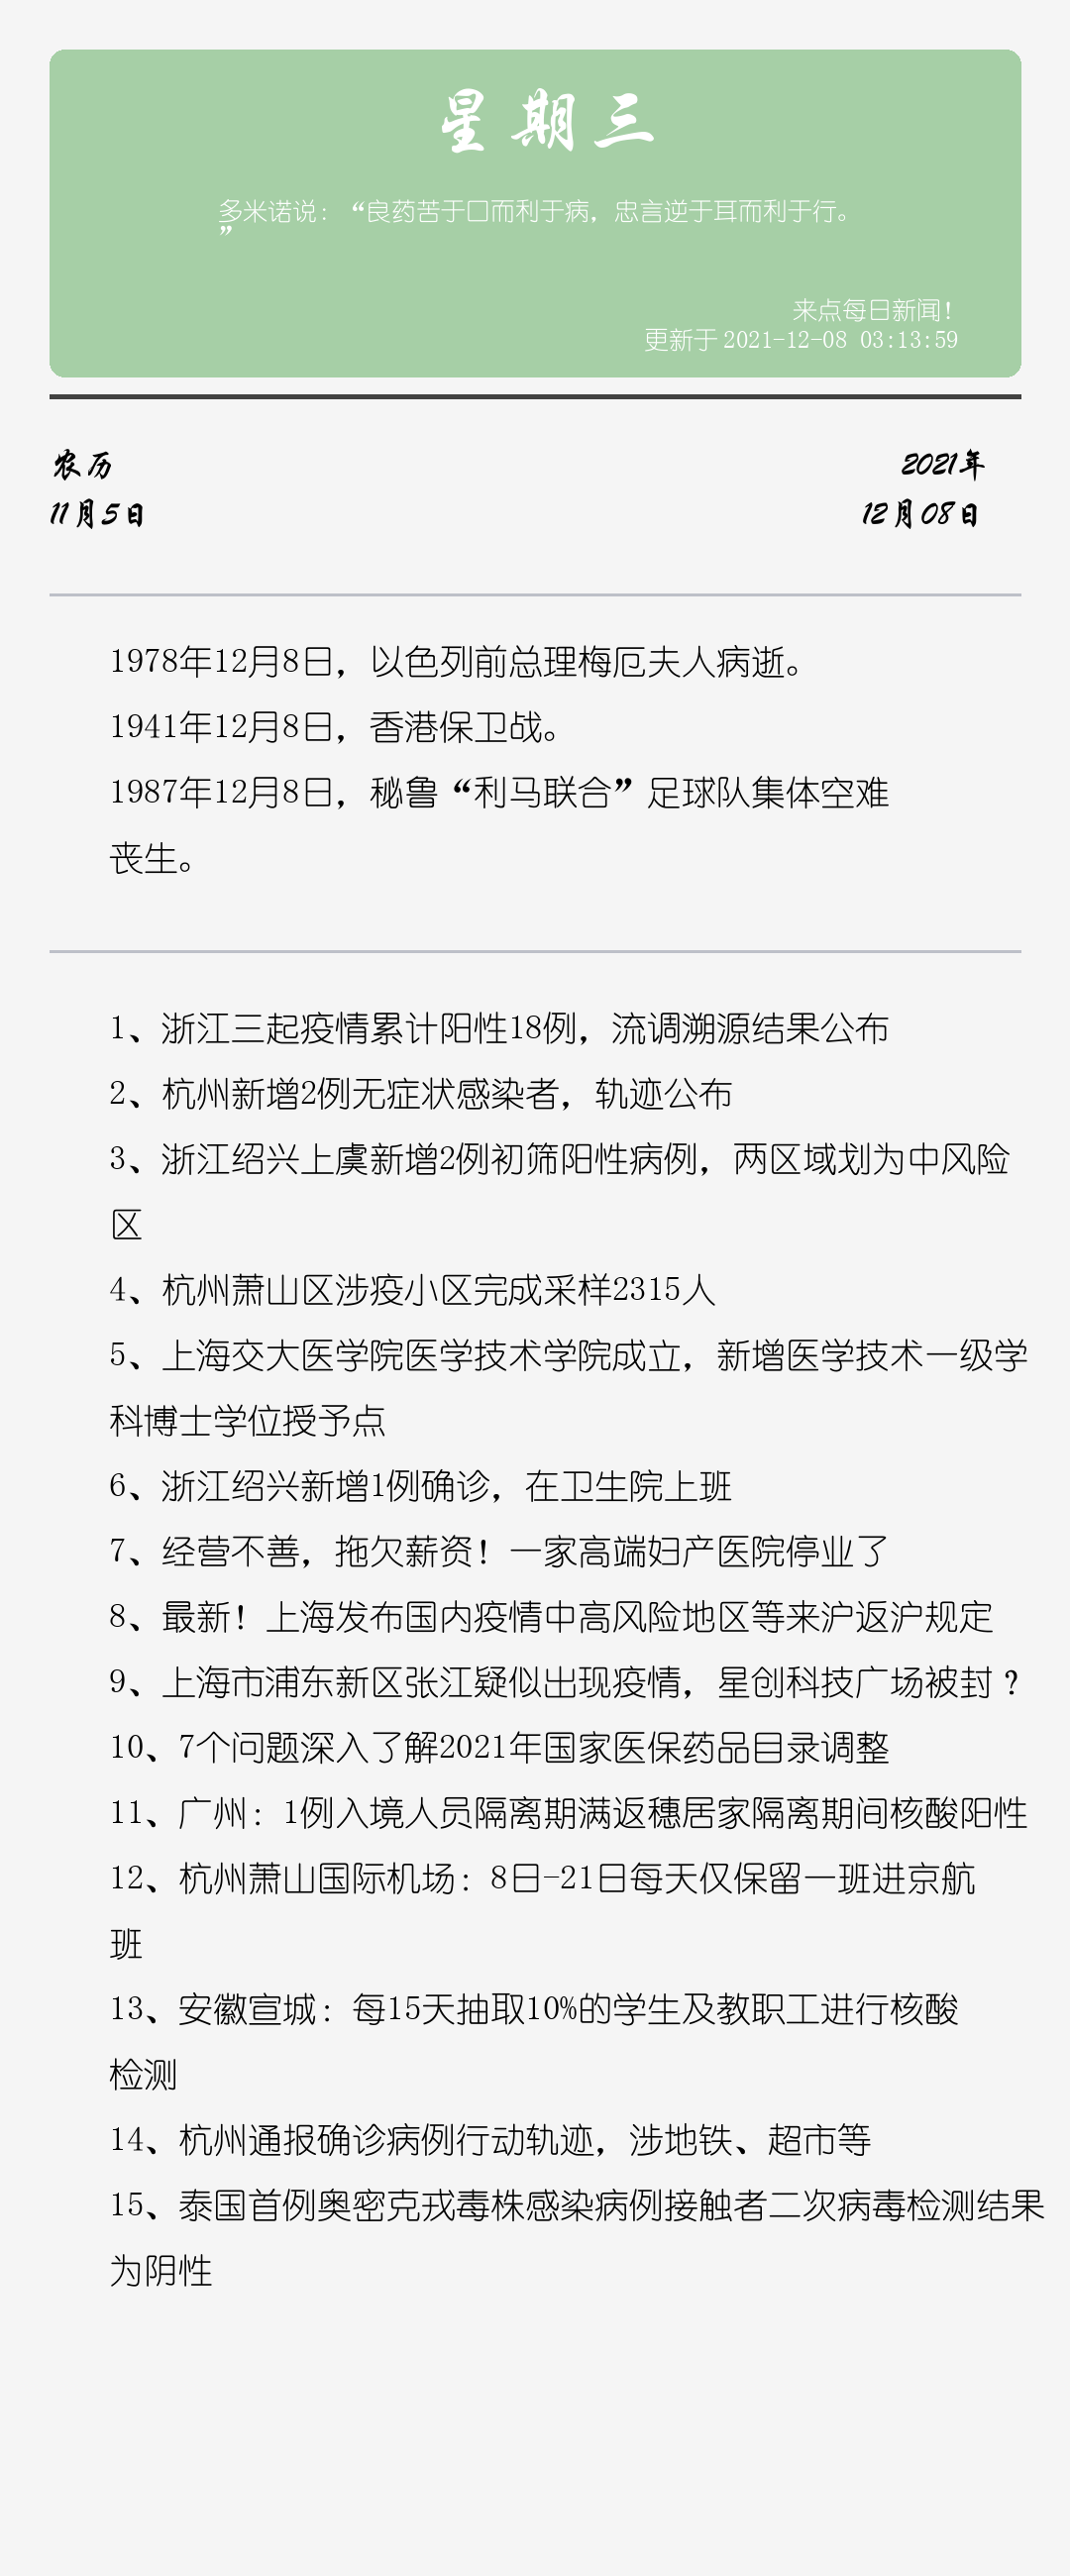 星期三
多米诺说：“良药苦于口而利于病，忠言逆于耳而利于行。
”
来点每日新闻！
更新于 2021-12-08 03:13:59
农历
2021年
11月5日
12月08日
1978年12月8日，以色列前总理梅厄夫人病逝。
1941年12月8日，香港保卫战。
1987年12月8日，秘鲁“利马联合”足球队集体空难
丧生。
1、浙江三起疫情累计阳性18例，流调溯源结果公布
2、杭州新增2例无症状感染者，轨迹公布
3、浙江绍兴上虞新增2例初筛阳性病例，两区域划为中风险
区
4、杭州萧山区涉疫小区完成采样2315人
5、上海交大医学院医学技术学院成立，新增医学技术一级学
科博士学位授予点
6、浙江绍兴新增1例确诊，在卫生院上班
7、经营不善，拖欠薪资！一家高端妇产医院停业了
8、最新！上海发布国内疫情中高风险地区等来沪返沪规定
9、上海市浦东新区张江疑似出现疫情，星创科技广场被封？
10、7个问题深入了解2021年国家医保药品目录调整
11、广州：1例入境人员隔离期满返穗居家隔离期间核酸阳性
12、杭州萧山国际机场：8日-21日每天仅保留一班进京航
班
13、安徽宣城：每15天抽取10%的学生及教职工进行核酸
检测
14、杭州通报确诊病例行动轨迹，涉地铁、超市等
15、泰国首例奥密克戎毒株感染病例接触者二次病毒检测结果
为阴性